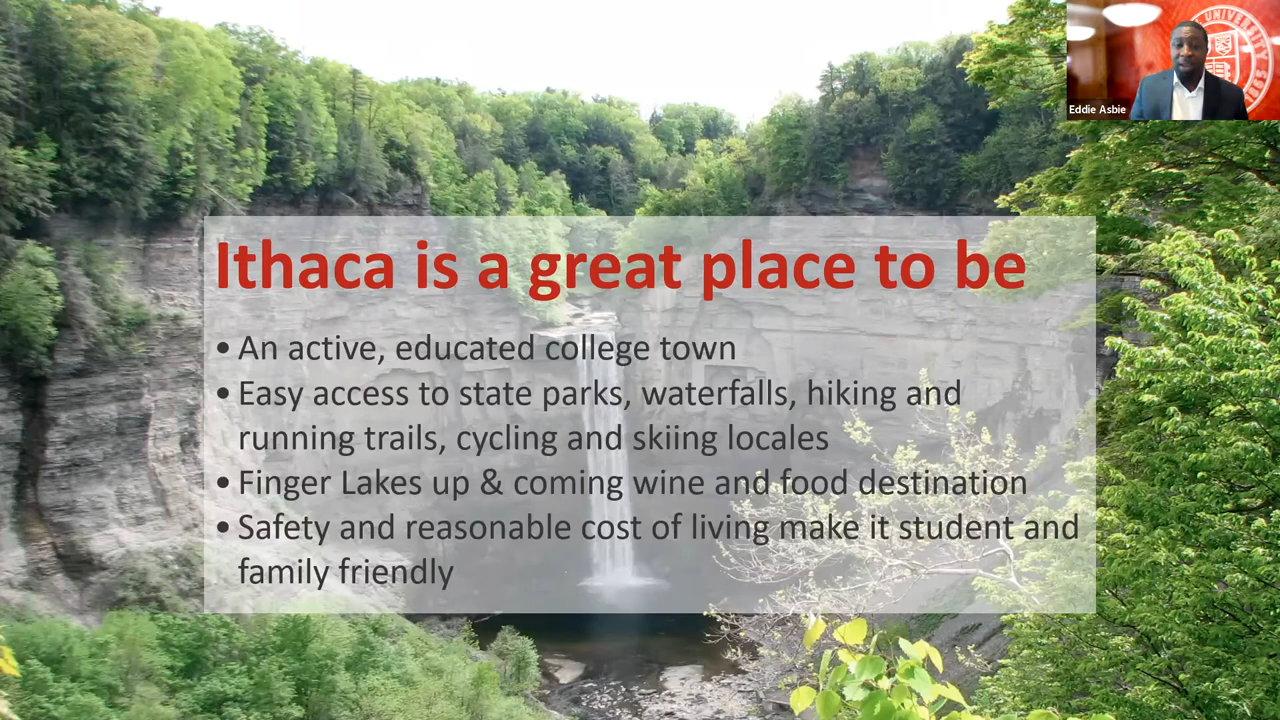 UNIVERSITY
Eddie Asbie
Ithaca is a great place to be
• An active, educated college town
• Easy access to state parks, waterfalls, hiking and
running trails, cycling and skiing locales
• Finger Lakes up & coming wine and food destination
• Safety and reasonable cost of living make it student and
family friendly